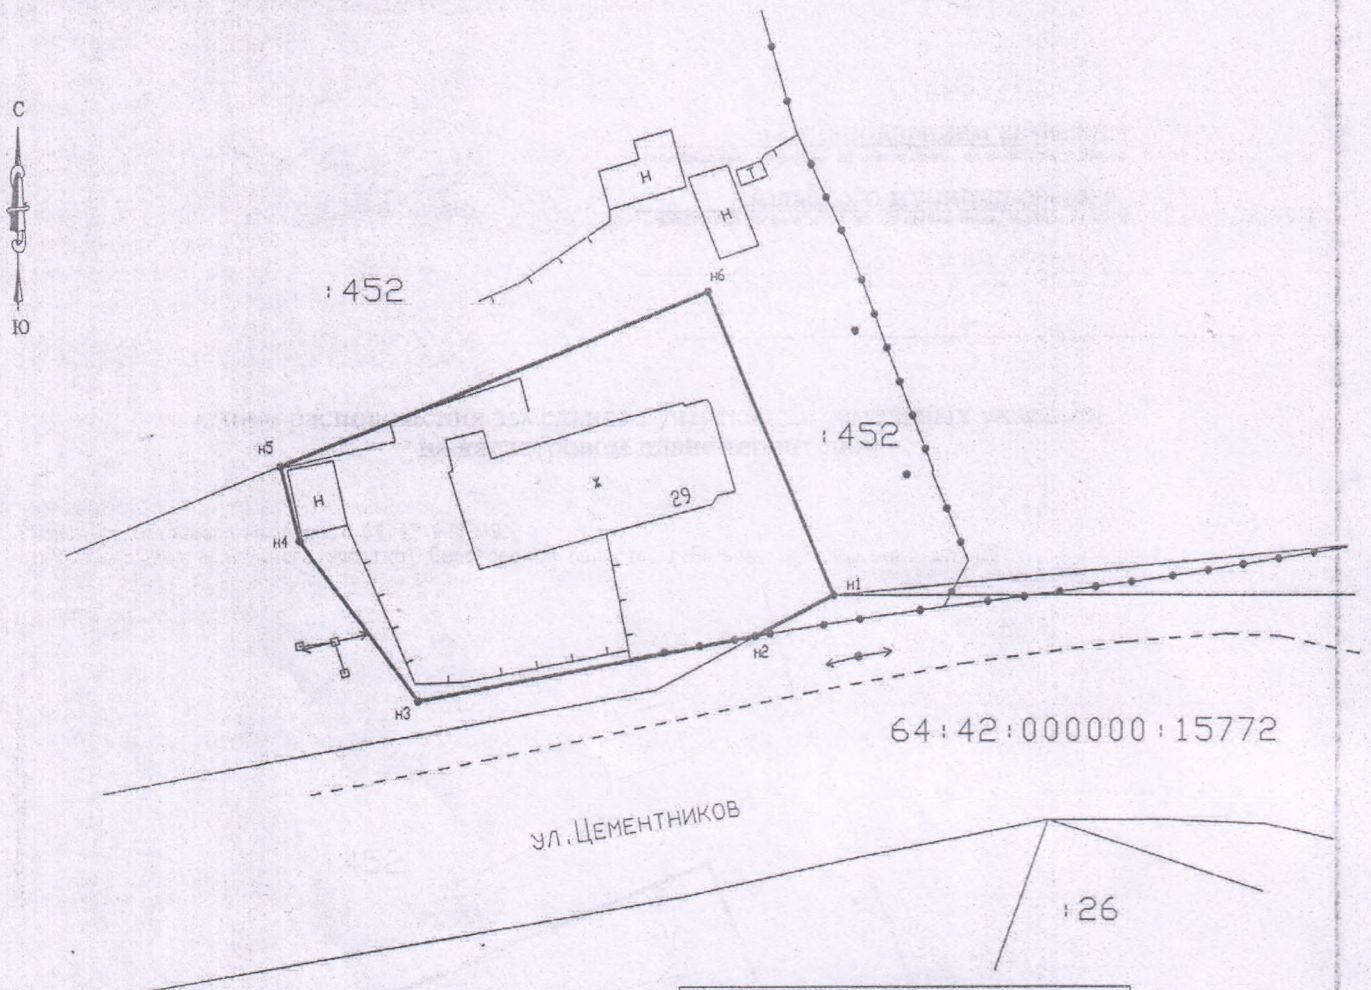 С
Ю
Н
Н
Т
:452
н6
:452
н5
Н
29
н4
н1
н2
н3
64:42:000000:15772
ул.Цементников
:26